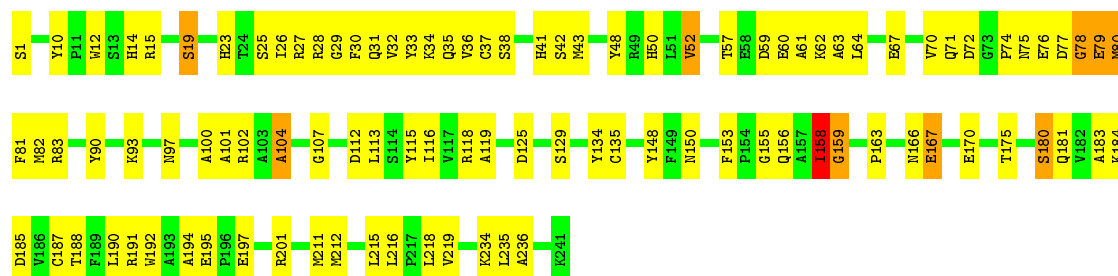 S1 Y10 P11 W12 S13 H14 R15 S19 H23 T24 S25 I26 R27 R28 G29 F30 Q31 V32 Y33 K34 Q35 V36 C37 S38 H41 S42 M43 Y48 R49 H50 L51 V52 T57 E58 D59 E60 A61 K62 A63 L64 E67 V70 Q71 D72 G73 P74 N75 E76 D77 G78 E79 M80
F81 M82 R83 Y90 K93 N97 A100 A101 R102 A103 A104 G107 D112 L113 S114 Y115 I116 V117 R118 A119 D125 S129 Y134 C135 Y148 F149 N150 F153 P154 G155 Q156 A157 I158 G159 P163 N166 E167 E170 T175 S180 Q181 V182 A183 K184
D185 V186 C187 T188 F189 L190 R191 W192 A193 A194 E195 P196 E197 R201 M211 M212 L215 L216 P217 L218 V219 K234 L235 A236 K241